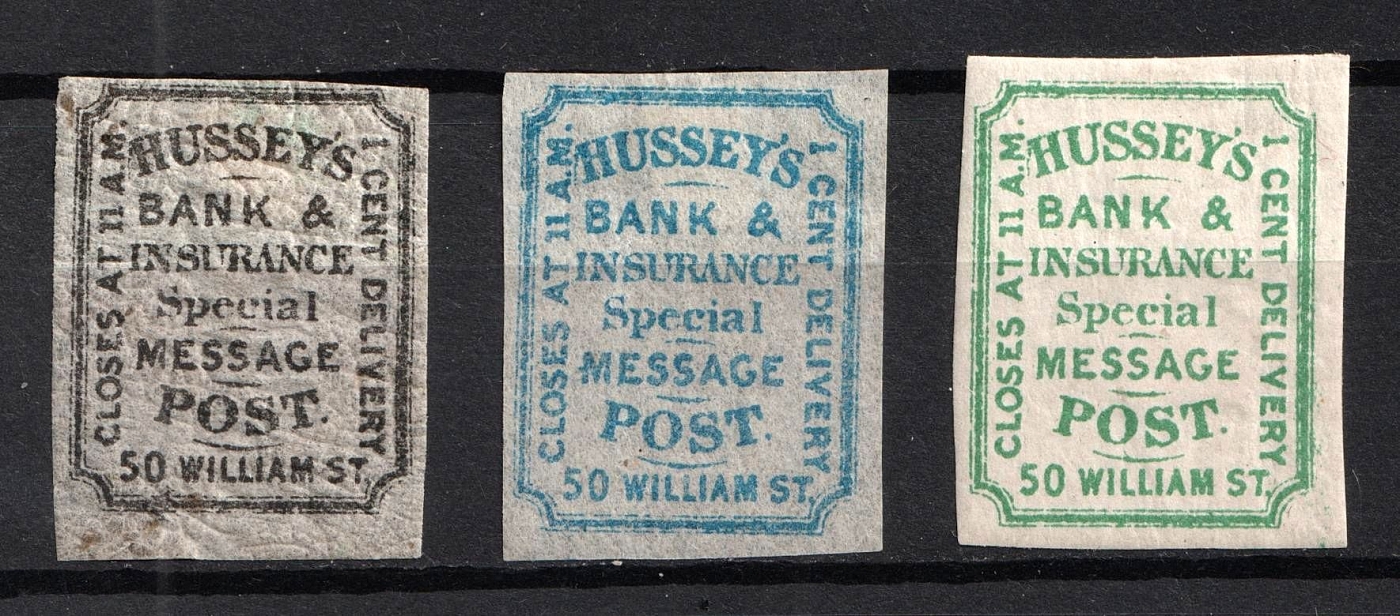 CLOSES AT 11 A.M.
HUSSEY'S
BANK &
INSURANCE
Special
MESSAGE
POST.
50 WILLIAM ST.
1 CENT DELIVERY
CLOSES AT 11 A.M.
HUSSEY'S
BANK &
INSURANCE
Special
MESSAGE
POST.
50 WILLIAM ST.
1 CENT DELIVERY
CLOSES AT 11 A.M.
HUSSEY'S
BANK &
INSURANCE
Special
MESSAGE
POST.
50 WILLIAM ST.
1 CENT DELIVERY